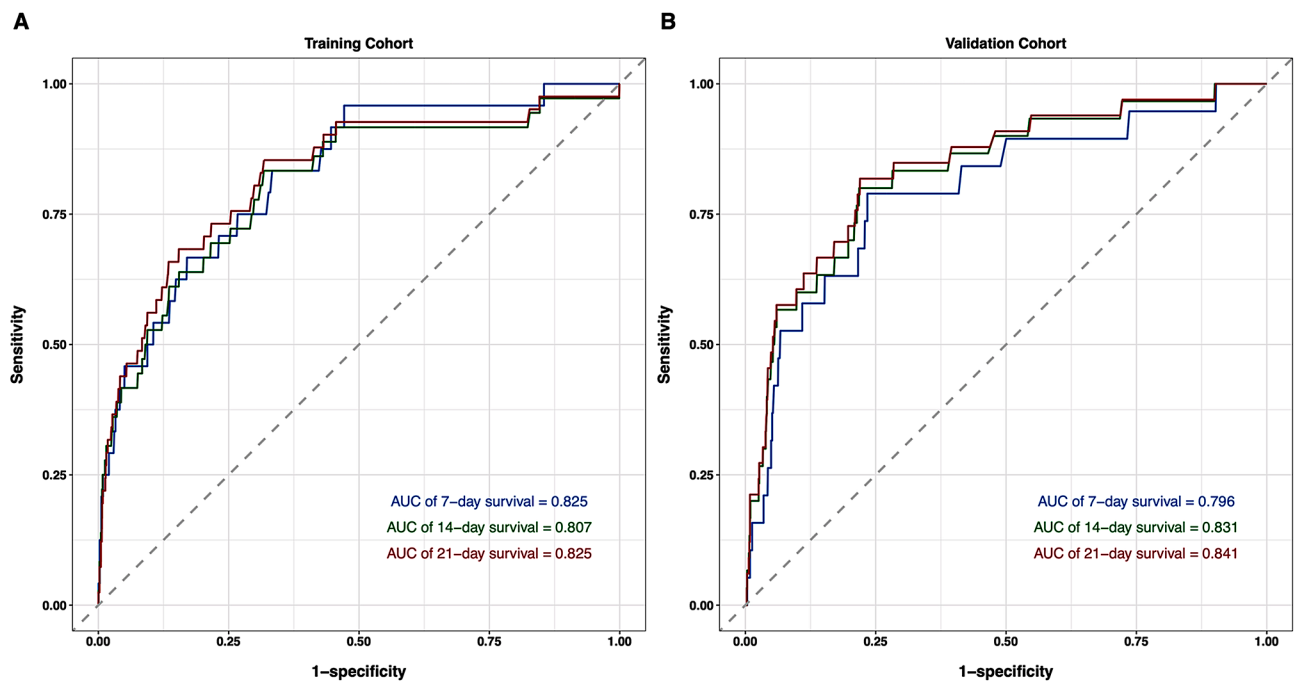 A
Training Cohort
1.00
0.75
0.50
0.25
0.00
Sensitivity
AUC of 7−day survival = 0.825
AUC of 14−day survival = 0.807
AUC of 21−day survival = 0.825
0.00 0.25 0.50 0.75 1.00
1−specificity
B
Validation Cohort
1.00
0.75
0.50
0.25
0.00
Sensitivity
AUC of 7−day survival = 0.796
AUC of 14−day survival = 0.831
AUC of 21−day survival = 0.841
0.00 0.25 0.50 0.75 1.00
1−specificity